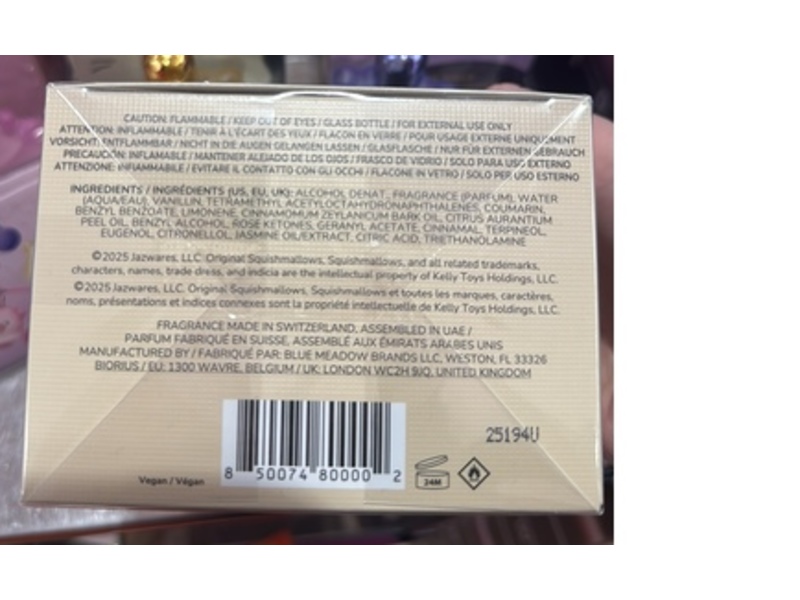 CAUTION: FLAMMABLE / KEEP OUT OF EYES / GLASS BOTTLE / FOR EXTERNAL USE ONLY
ATTENTION: INFLAMMABLE / TENIR À L'ÉCART DES YEUX / FLACON EN VERRE / POUR USAGE EXTERNE UNIQUEMENT
VORSICHT: ENTFLAMMBAR / NICHT IN DIE AUGEN GELANGEN LASSEN / GLASFLASCHE / NUR FÜR EXTERNEN GEBRAUCH
PRECAUCIÓN: INFLAMABLE / MANTENER ALEJADO DE LOS OJOS / FRASCO DE VIDRIO / SOLO PARA USO EXTERNO
ATTENZIONE: INFIAMMABILE / EVITARE IL CONTATTO CON GLI OCCHI / FLACONE IN VETRO / SOLO PER USO ESTERNO
INGREDIENTS / INGRÉDIENTS (US, EU, UK): ALCOHOL DENAT., FRAGRANCE (PARFUM), WATER
(AQUA/EAU), VANILLIN, TETRAMETHYL ACETYLOCTAHYDRONAPHTHALENES, COUMARIN,
BENZYL BENZOATE, LIMONENE, CINNAMOMUM ZEYLANICUM BARK OIL, CITRUS AURANTIUM
PEEL OIL, BENZYL ALCOHOL, ROSE KETONES, GERANYL ACETATE, CINNAMAL, TERPINEOL,
EUGENOL, CITRONELLOL, JASMINE OIL/EXTRACT, CITRIC ACID, TRIETHANOLAMINE
©2025 Jazwares, LLC. Original Squishmallows, Squishmallows, and all related trademarks,
characters, names, trade dress, and indicia are the intellectual property of Kelly Toys Holdings, LLC.
©2025 Jazwares, LLC. Original Squishmallows, Squishmallows et toutes les marques, caractères,
noms, présentations et indices connexes sont la propriété intellectuelle de Kelly Toys Holdings, LLC.
FRAGRANCE MADE IN SWITZERLAND, ASSEMBLED IN UAE /
PARFUM FABRIQUÉ EN SUISSE, ASSEMBLÉ AUX ÉMIRATS ARABES UNIS
MANUFACTURED BY / FABRIQUÉ PAR: BLUE MEADOW BRANDS LLC, WESTON, FL 33326
BIORIUS / EU: 1300 WAVRE, BELGIUM / UK: LONDON WC2H 9JQ, UNITED KINGDOM
25194U
Vegan / Végan
8 50074 80000 2
24M